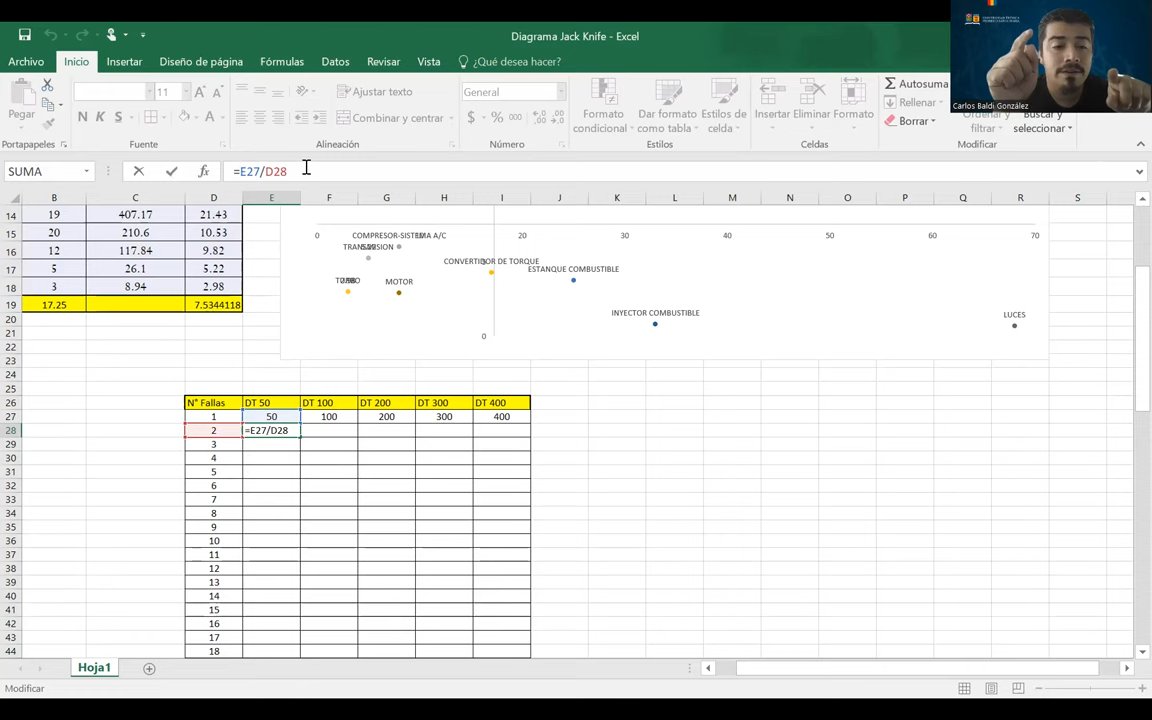 Diagrama Jack Knife - Excel
Archivo Inicio Insertar Diseño de página Fórmulas Datos Revisar Vista ¿Qué desea hacer?
Pegar
11
N K S
Ajustar texto
Combinar y centrar
General
$ % 000
Formato condicional
Dar formato como tabla
Estilos de celda
Insertar Eliminar Formato
Autosuma
Rellenar
Borrar
Ordenar y filtrar
Buscar y seleccionar
Portapapeles Fuente Alineación Número Estilos Celdas Modificar
Carlos Baldi González
SUMA fx =E27/D28
B C D E F G H I J K L M N O P Q R S
14 19 407.17 21.43
15 20 210.6 10.53
16 12 117.84 9.82
17 5 26.1 5.22
18 3 8.94 2.98
19 17.25 7.5344118
20
21
22
23
24
25
0 20 30 40 50 60 70
COMPRESOR-SISTEMA A/C
CONVERTIDOR DE TORQUE
ESTANQUE COMBUSTIBLE
MOTOR
INYECTOR COMBUSTIBLE
LUCES
0
26 N° Fallas DT 50 DT 100 DT 200 DT 300 DT 400
27 1 50 100 200 300 400
28 2 =E27/D28
29 3
30 4
31 5
32 6
33 7
34 8
35 9
36 10
37 11
38 12
39 13
40 14
41 15
42 16
43 17
44 18
Hoja1
Modificar